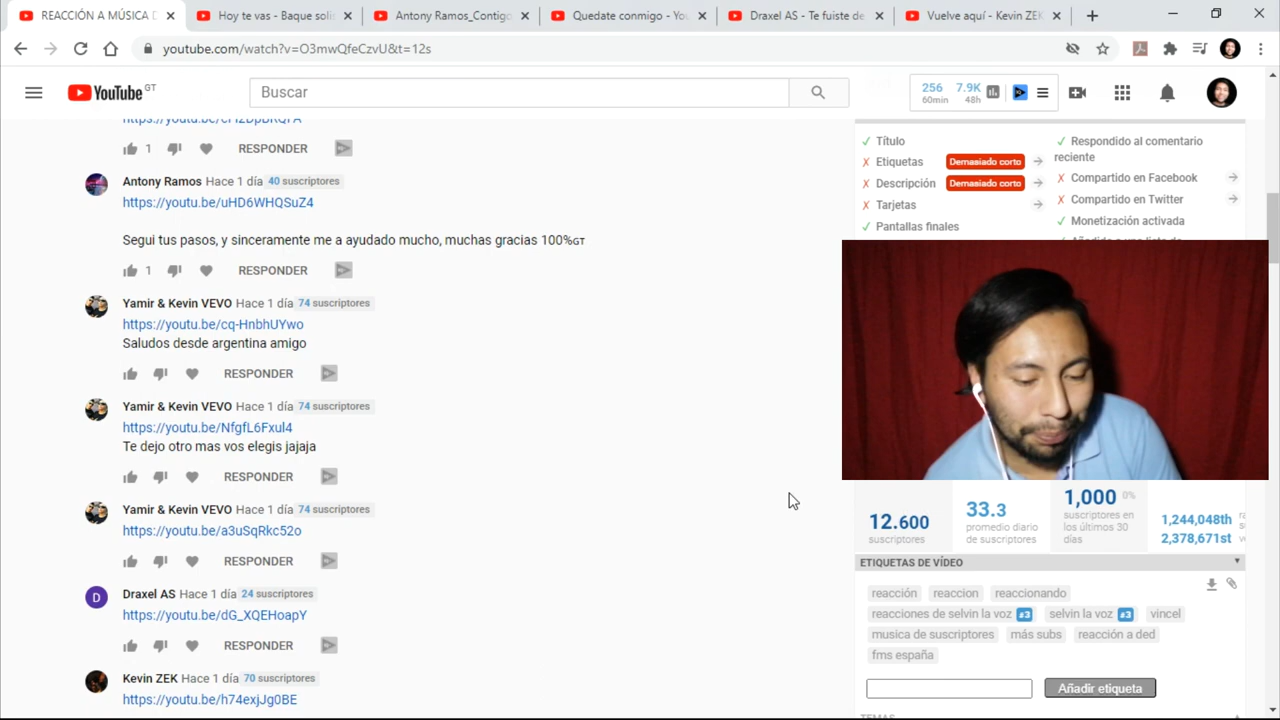 REACCIÓN A MÚSICA D
Hoy te vas - Baque soli
Antony Ramos_Contigo
Quedate conmigo - You
Draxel AS - Te fuiste de
Vuelve aquí - Kevin ZEK
youtube.com/watch?v=O3mwQfeCzvU&t=12s
YouTube GT
Buscar
256 7.9K
60min 48h
1 RESPONDER
Antony Ramos Hace 1 día 40 suscriptores
https://youtu.be/uHD6WHQSuZ4
Segui tus pasos, y sinceramente me a ayudado mucho, muchas gracias 100%GT
1 RESPONDER
Yamir & Kevin VEVO Hace 1 día 74 suscriptores
https://youtu.be/cq-HnbhUYwo
Saludos desde argentina amigo
RESPONDER
Yamir & Kevin VEVO Hace 1 día 74 suscriptores
https://youtu.be/NfgfL6Fxul4
Te dejo otro mas vos elegis jajaja
RESPONDER
Yamir & Kevin VEVO Hace 1 día 74 suscriptores
https://youtu.be/a3uSqRkc52o
RESPONDER
D
Draxel AS Hace 1 día 24 suscriptores
https://youtu.be/dG_XQEHoapY
RESPONDER
Kevin ZEK Hace 1 día 70 suscriptores
https://youtu.be/h74exjJg0BE
Título
Etiquetas Demasiado corto
Descripción Demasiado corto
Tarjetas
Pantallas finales
Respondido al comentario
reciente
Compartido en Facebook
Compartido en Twitter
Monetización activada
12.600
suscriptores
33.3
promedio diario
de suscriptores
1,000 0%
suscriptores en
los últimos 30
días
1,244,048th
2,378,671st
ETIQUETAS DE VÍDEO
reacción reaccion reaccionando
reacciones de selvin la voz #3 selvin la voz #3 vincel
musica de suscriptores más subs reacción a ded
fms españa
Añadir etiqueta